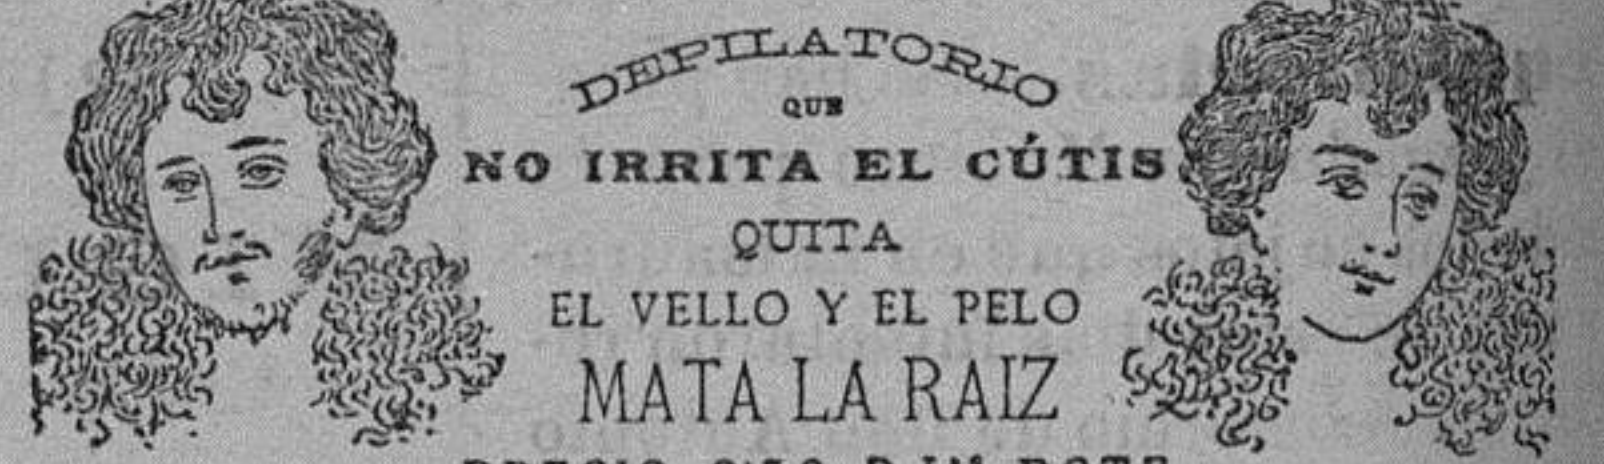 DEPILATORIO
QUE
NO IRRITA EL CÚTIS
QUITA
EL VELLO Y EL PELO
MATA LA RAIZ